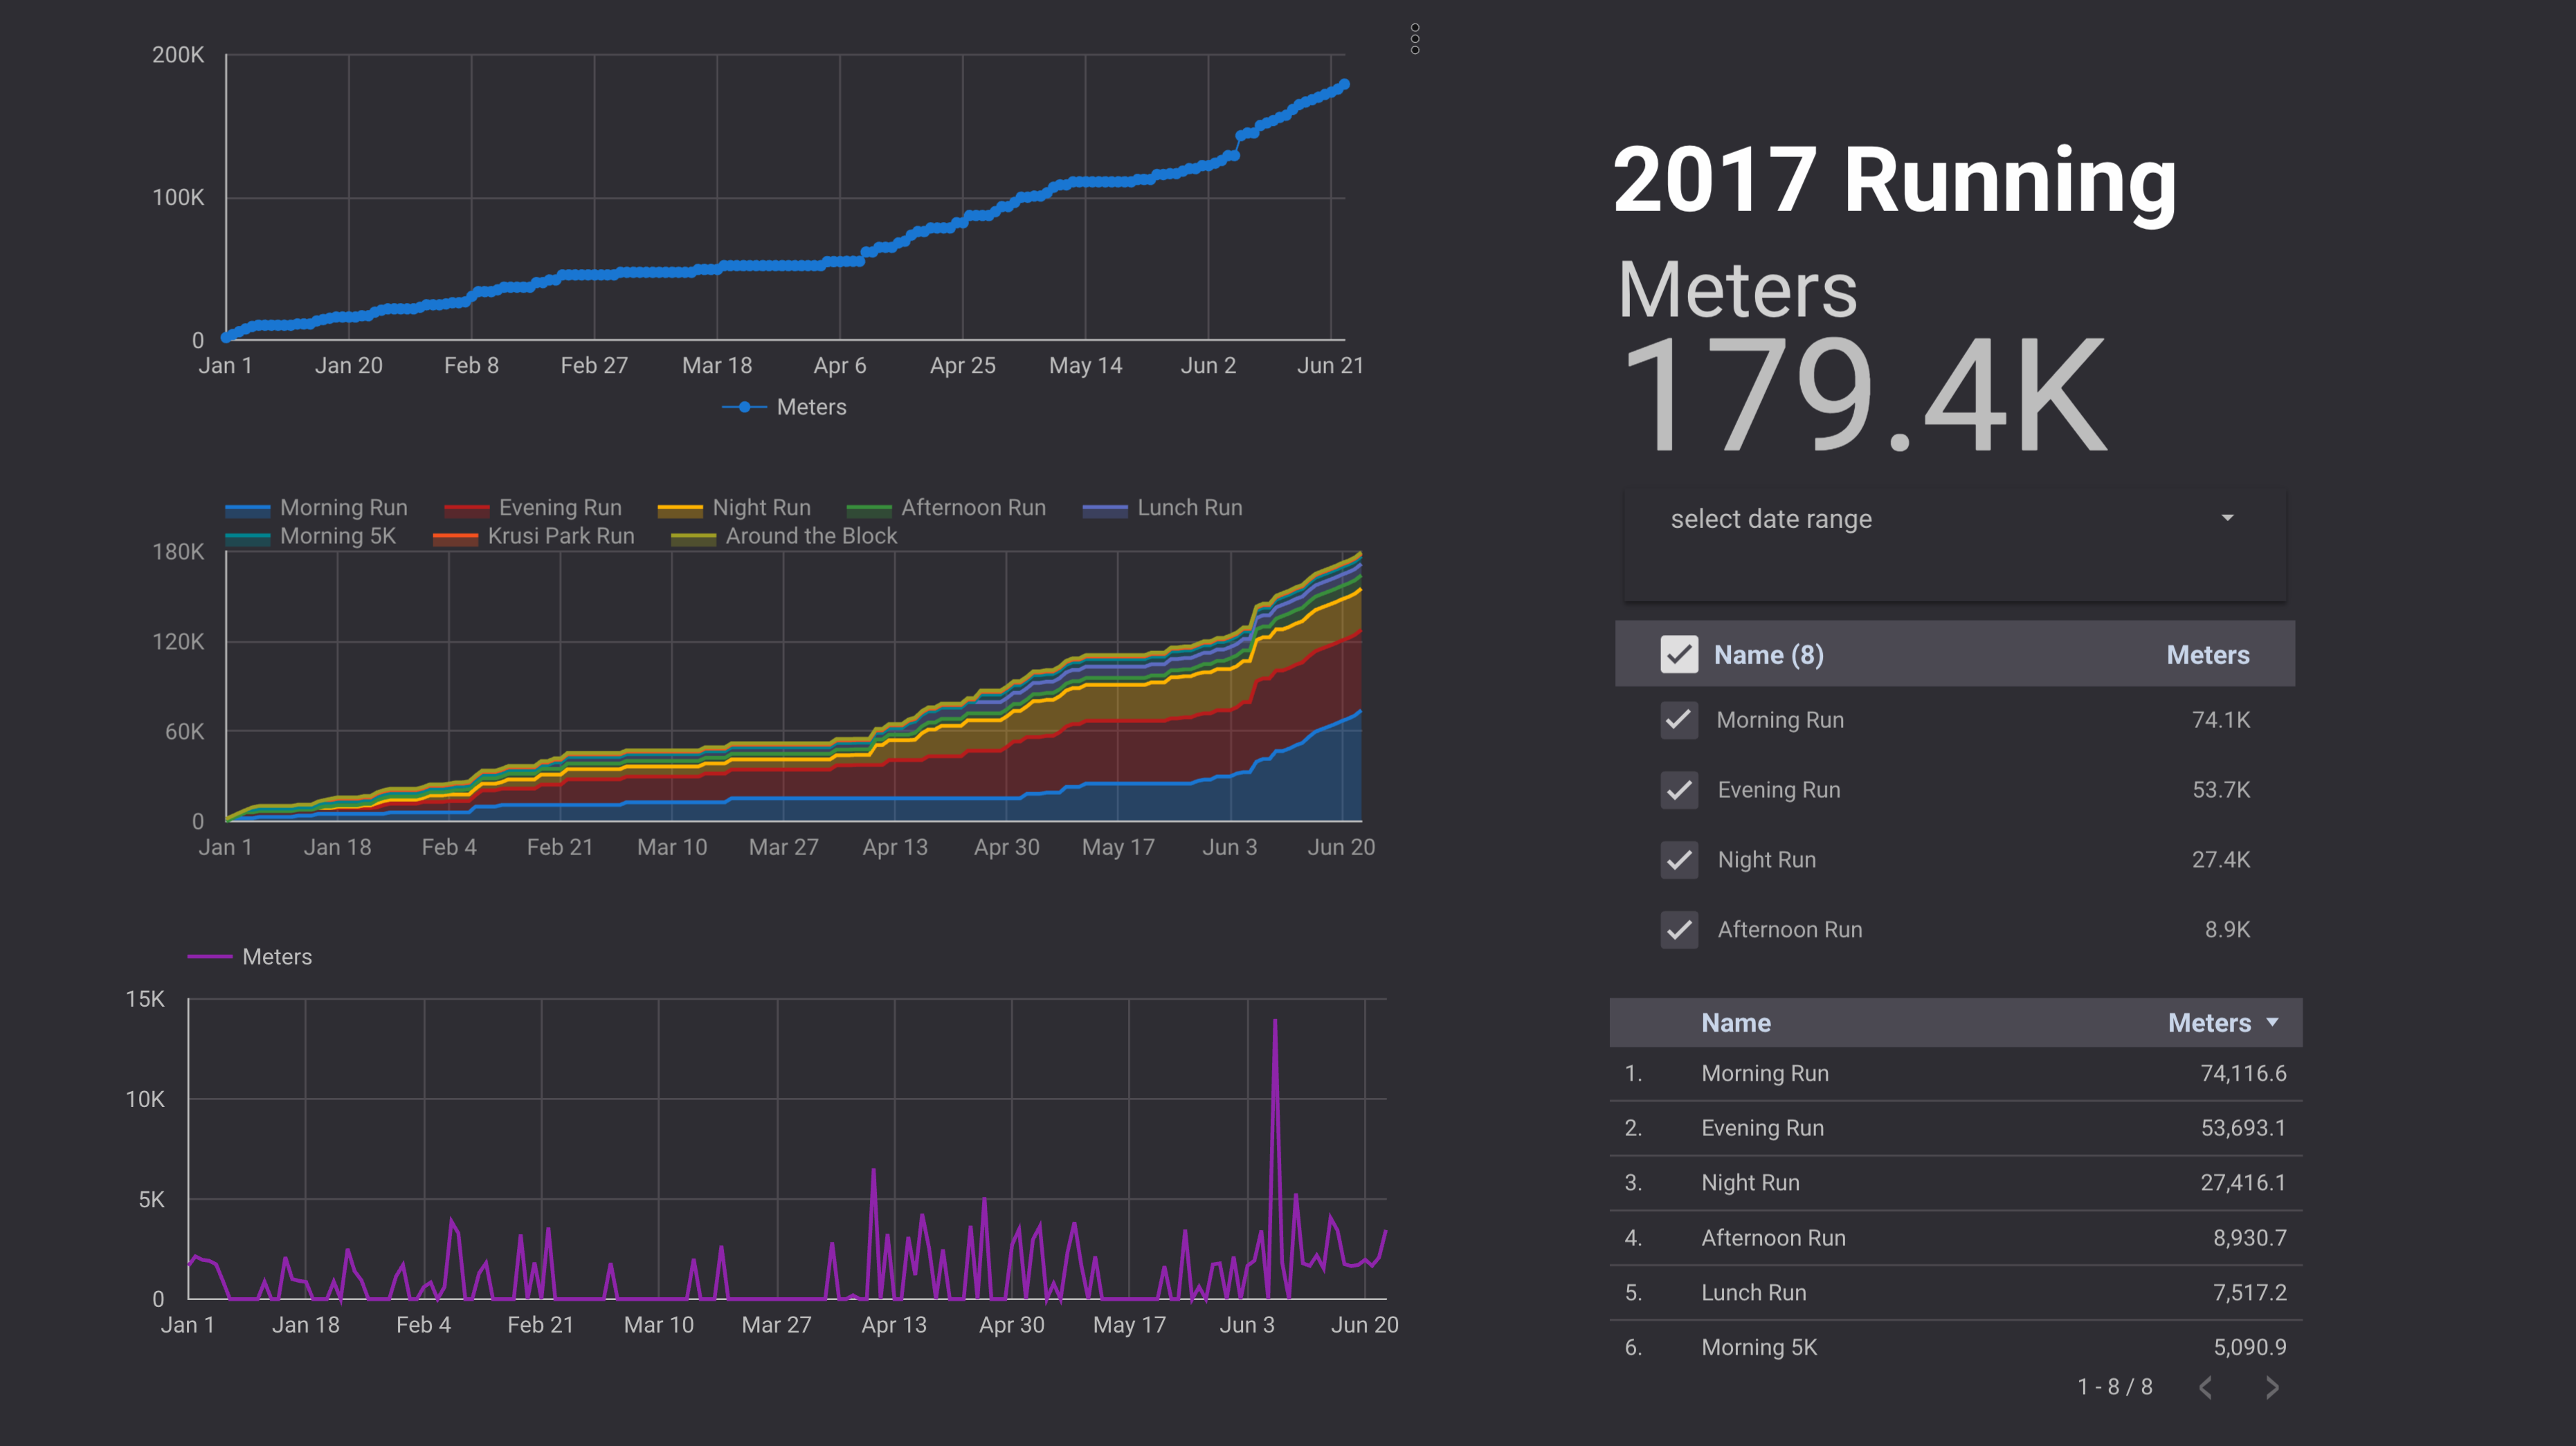 200K
100K
0
Jan 1 Jan 20 Feb 8 Feb 27 Mar 18 Apr 6 Apr 25 May 14 Jun 2 Jun 21
Meters
Morning Run Evening Run Night Run Afternoon Run Lunch Run
Morning 5K Krusi Park Run Around the Block
180K
120K
60K
0
Jan 1 Jan 18 Feb 4 Feb 21 Mar 10 Mar 27 Apr 13 Apr 30 May 17 Jun 3 Jun 20
Meters
15K
10K
5K
0
Jan 1 Jan 18 Feb 4 Feb 21 Mar 10 Mar 27 Apr 13 Apr 30 May 17 Jun 3 Jun 20
2017 Running
Meters
179.4K
select date range
Name (8) Meters
Morning Run 74.1K
Evening Run 53.7K
Night Run 27.4K
Afternoon Run 8.9K
Name Meters
1. Morning Run 74,116.6
2. Evening Run 53,693.1
3. Night Run 27,416.1
4. Afternoon Run 8,930.7
5. Lunch Run 7,517.2
6. Morning 5K 5,090.9
1 - 8 / 8